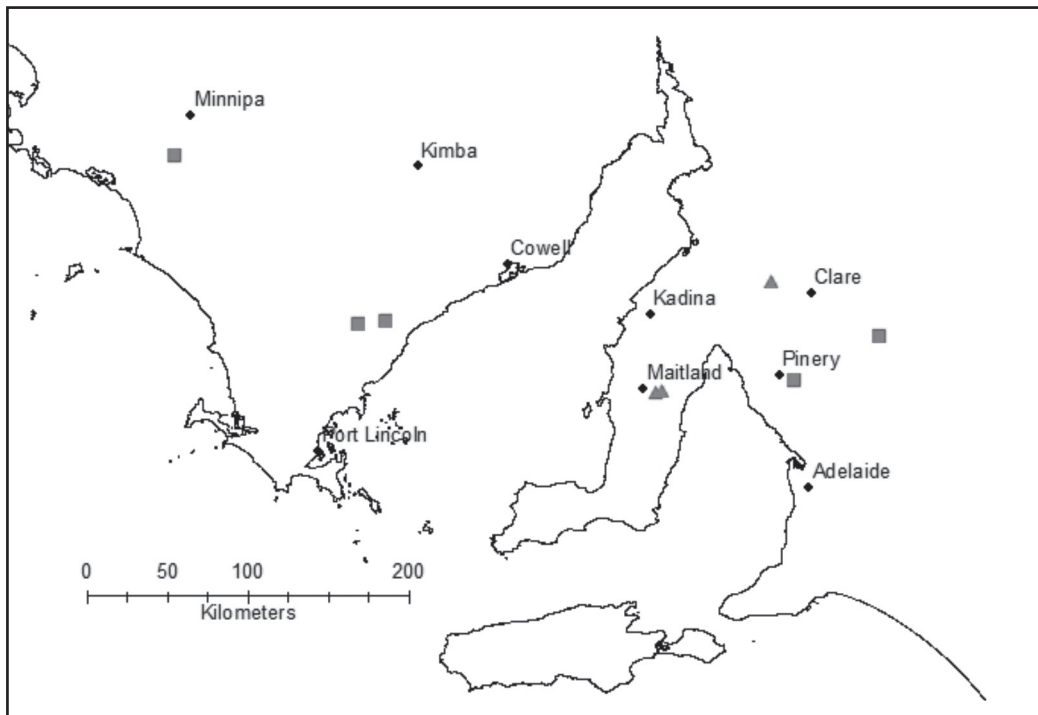 Minnipa
Kimba
Cowell
Clare
Kadina
Pinery
Maitland
Port Lincoln
Adelaide
0 50 100 200
Kilometers